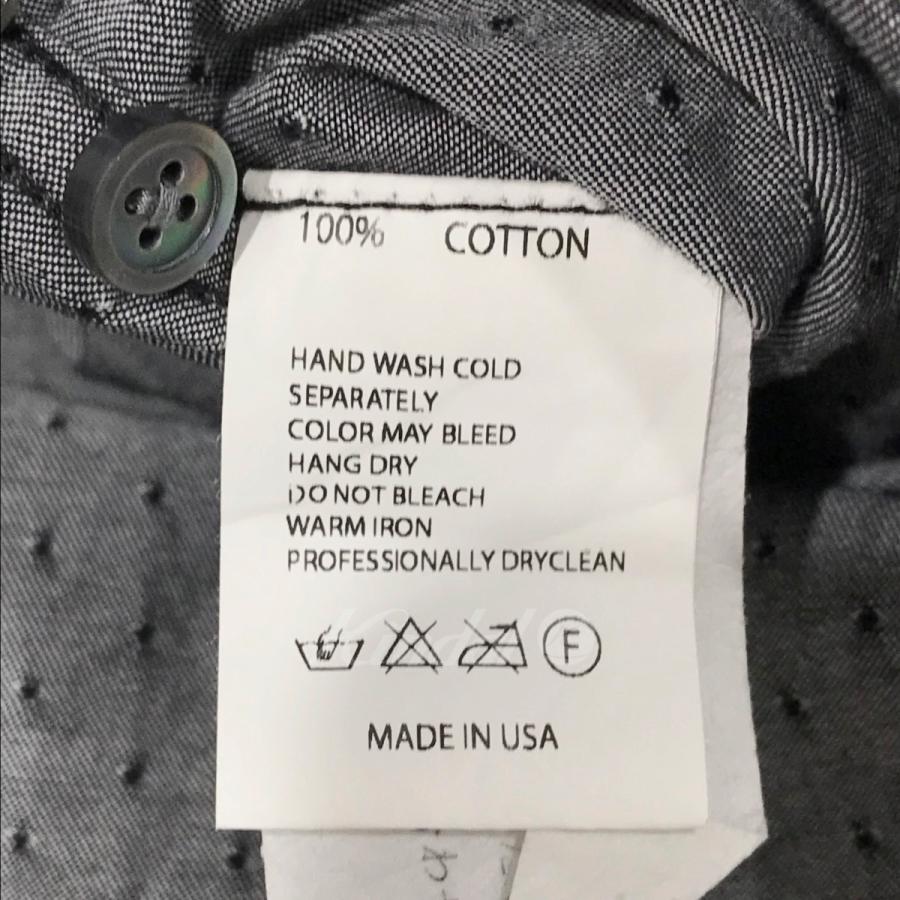 100% COTTON
HAND WASH COLD
SEPARATELY
COLOR MAY BLEED
HANG DRY
DO NOT BLEACH
WARM IRON
PROFESSIONALLY DRYCLEAN
F
MADE IN USA